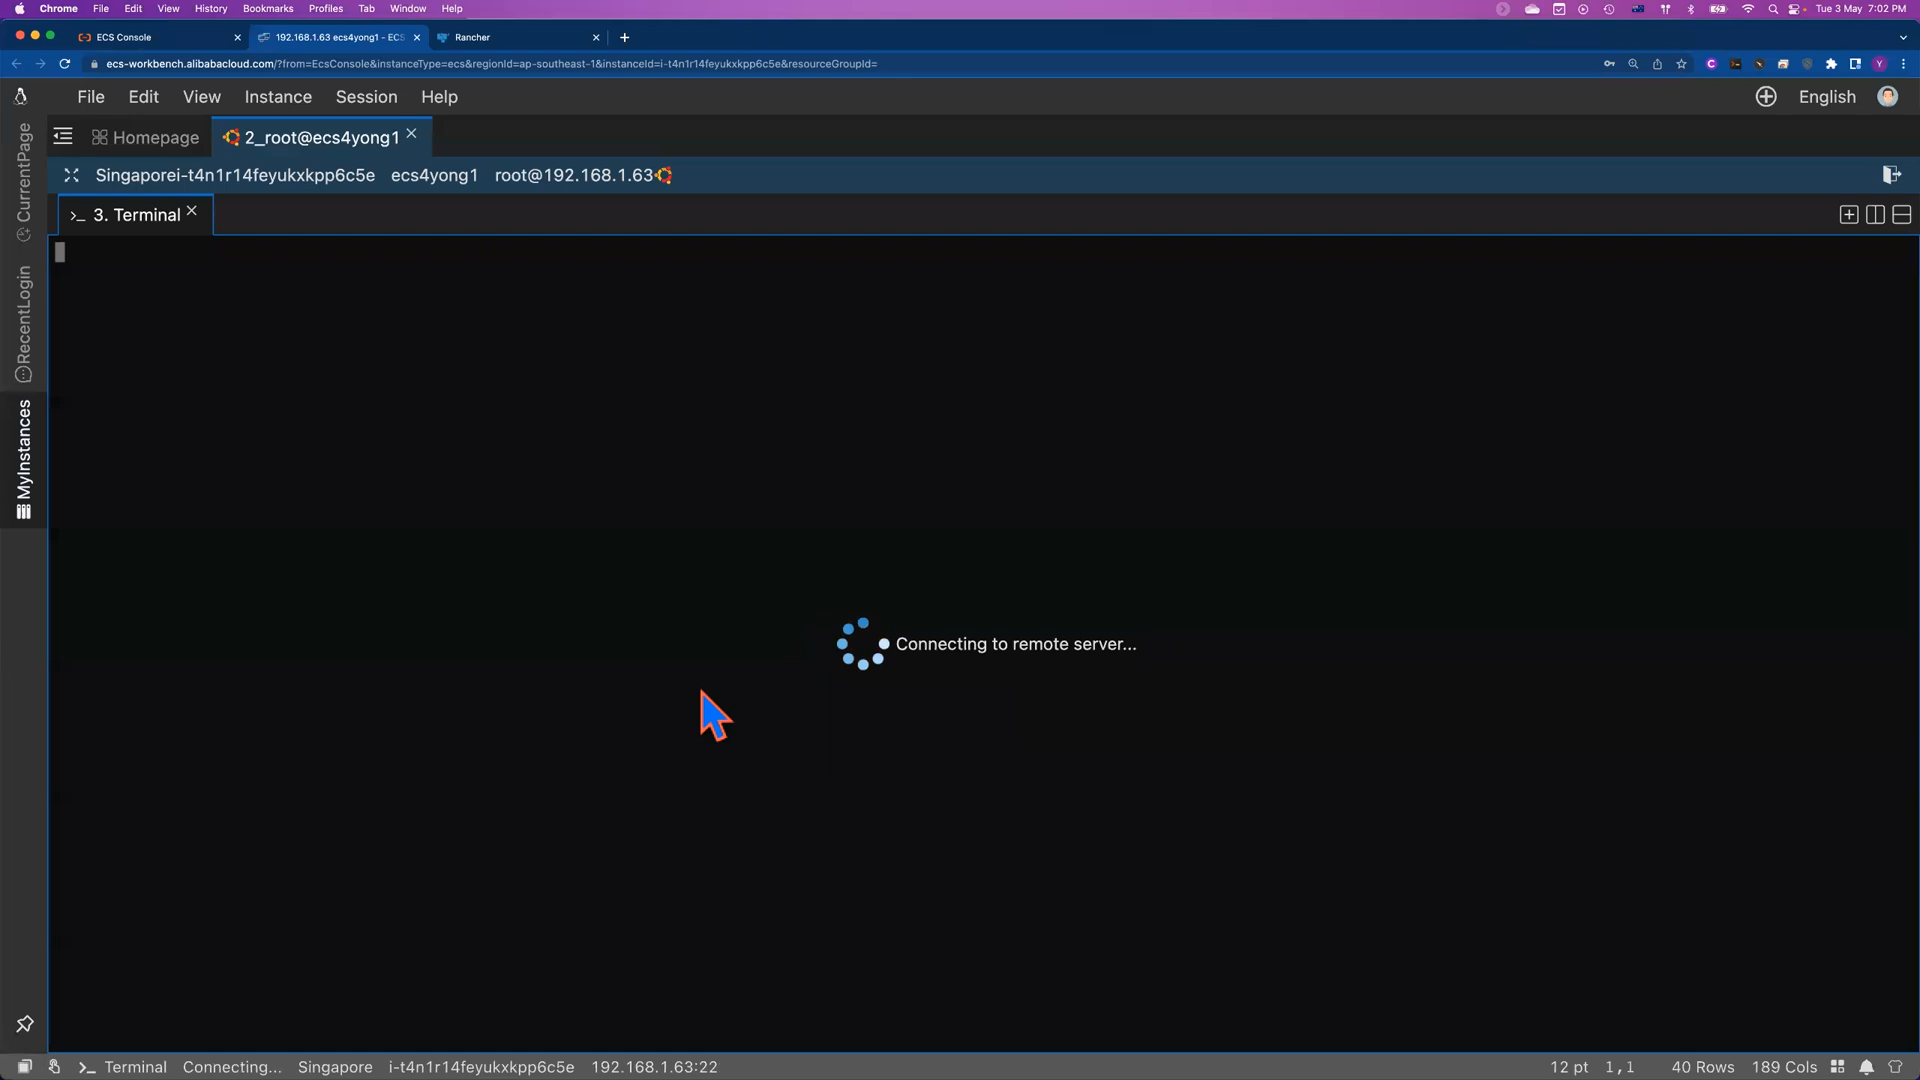 Chrome File Edit View History Bookmarks Profiles Tab Window Help Tue 3 May 7:02 PM
ECS Console 192.168.1.63 ecs4yong1 - ECS Rancher
ecs-workbench.alibabacloud.com/?from=EcsConsole&instanceType=ecs&regionId=ap-southeast-1&instanceId=i-t4n1r14feyukxkpp6c5e&resourceGroupId=
File Edit View Instance Session Help English
Homepage 2_root@ecs4yong1
Singaporei-t4n1r14feyukxkpp6c5e ecs4yong1 root@192.168.1.63
>_ 3. Terminal
CurrentPage
RecentLogin
MyInstances
Connecting to remote server...
>_ Terminal Connecting... Singapore i-t4n1r14feyukxkpp6c5e 192.168.1.63:22 12 pt 1,1 40 Rows 189 Cols